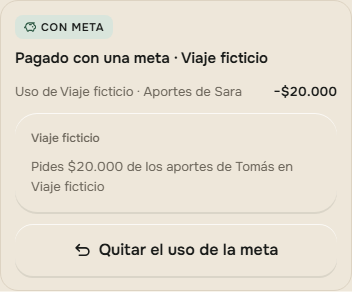 CON META
Pagado con una meta · Viaje ficticio
Uso de Viaje ficticio · Aportes de Sara -$20.000
Viaje ficticio
Pides $20.000 de los aportes de Tomás en
Viaje ficticio
Quitar el uso de la meta